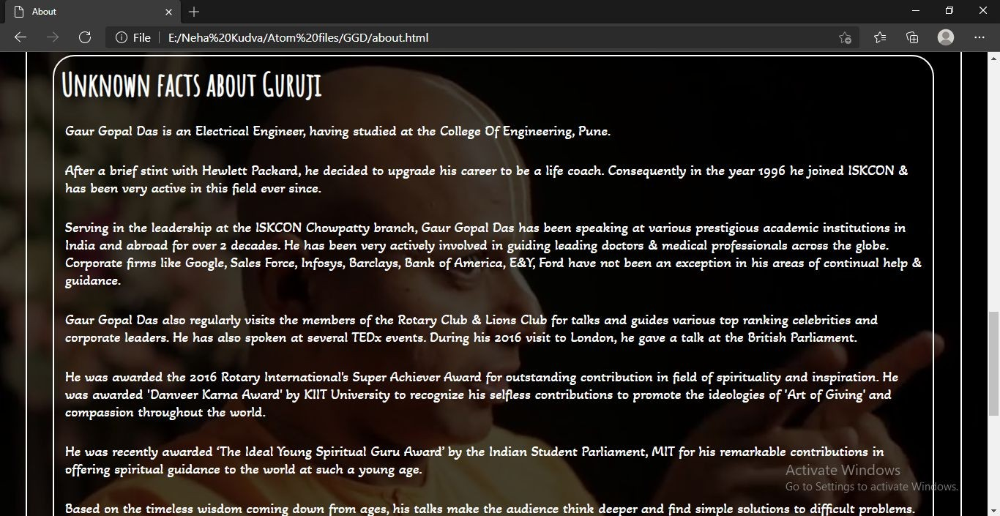 About
File
E:/Neha%20Kudva/Atom%20files/GGD/about.html
Unknown facts about Guruji
Gaur Gopal Das is an Electrical Engineer, having studied at the College Of Engineering, Pune.
After a brief stint with Hewlett Packard, he decided to upgrade his career to be a life coach. Consequently in the year 1996 he joined ISKCON &
has been very active in this field ever since.
Serving in the leadership at the ISKCON Chowpatty branch, Gaur Gopal Das has been speaking at various prestigious academic institutions in
India and abroad for over 2 decades. He has been very actively involved in guiding leading doctors & medical professionals across the globe.
Corporate firms like Google, Sales Force, Infosys, Barclays, Bank of America, E&Y, Ford have not been an exception in his areas of continual help &
guidance.
Gaur Gopal Das also regularly visits the members of the Rotary Club & Lions Club for talks and guides various top ranking celebrities and
corporate leaders. He has also spoken at several TEDx events. During his 2016 visit to London, he gave a talk at the British Parliament.
He was awarded the 2016 Rotary International's Super Achiever Award for outstanding contribution in field of spirituality and inspiration. He
was awarded 'Danveer Karna Award' by KIIT University to recognize his selfless contributions to promote the ideologies of 'Art of Giving' and
compassion throughout the world.
He was recently awarded ‘The Ideal Young Spiritual Guru Award’ by the Indian Student Parliament, MIT for his remarkable contributions in
offering spiritual guidance to the world at such a young age.
Activate Windows
Go to Settings to activate Windows.
Based on the timeless wisdom coming down from ages, his talks make the audience think deeper and find simple solutions to difficult problems.